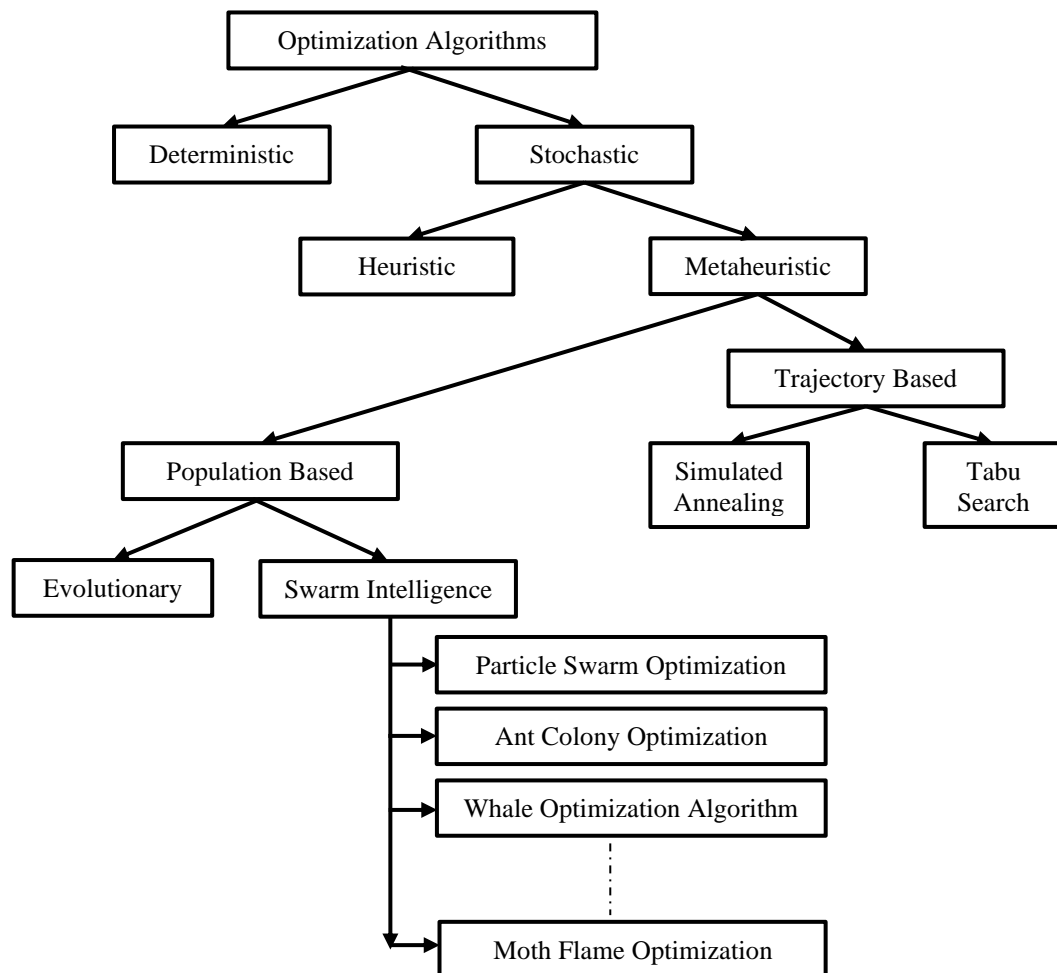 Optimization Algorithms
Deterministic
Stochastic
Heuristic
Metaheuristic
Trajectory Based
Population Based
Simulated
Annealing
Tabu
Search
Evolutionary
Swarm Intelligence
Particle Swarm Optimization
Ant Colony Optimization
Whale Optimization Algorithm
Moth Flame Optimization